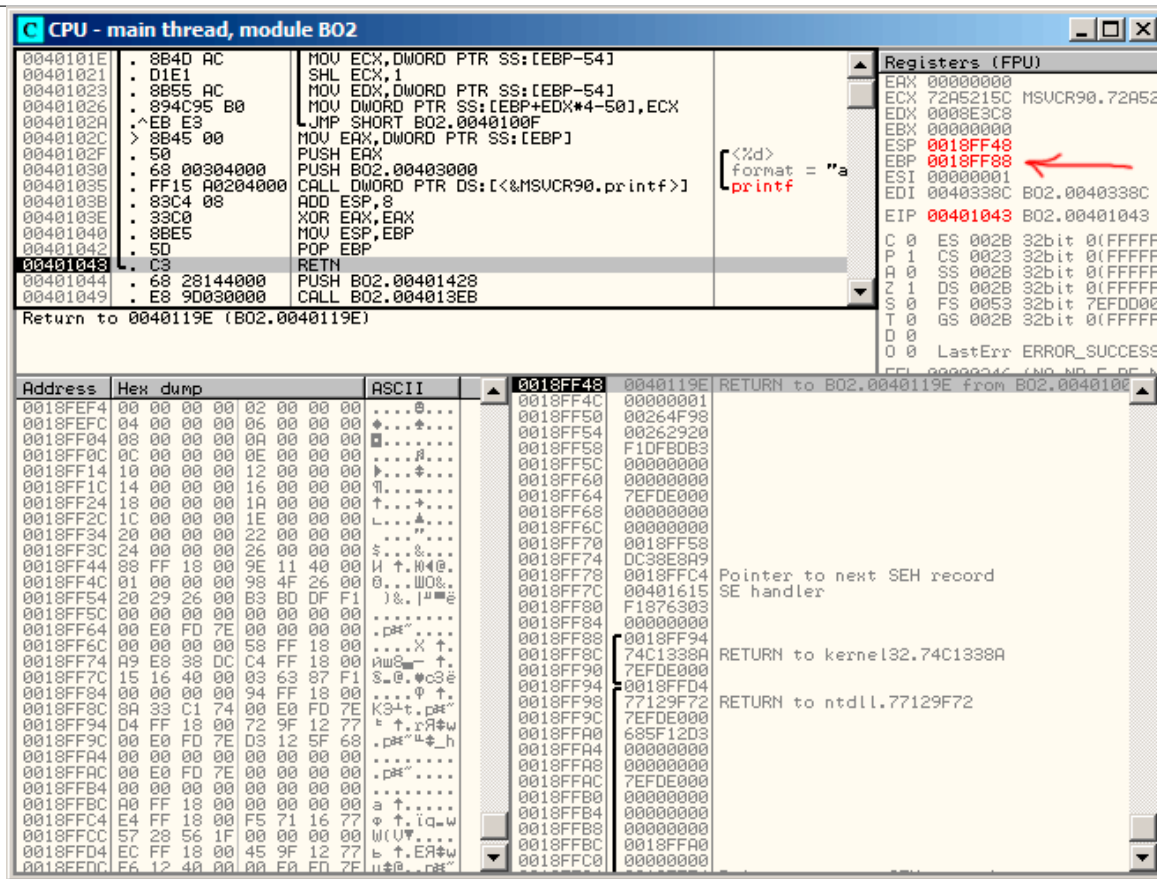 CPU - main thread, module BO2
0040101E . 8B4D AC MOV ECX,DWORD PTR SS:[EBP-54]
00401021 . D1E1 SHL ECX,1
00401023 . 8B55 AC MOV EDX,DWORD PTR SS:[EBP-54]
00401026 . 894C95 B0 MOV DWORD PTR SS:[EBP+EDX*4-50],ECX
0040102A .^EB E3 JMP SHORT BO2.0040100F
0040102C > 8B45 00 MOV EAX,DWORD PTR SS:[EBP]
0040102F . 50 PUSH EAX <%d>
00401030 . 68 00304000 PUSH BO2.00403000 format = "a
00401035 . FF15 A0204000 CALL DWORD PTR DS:[<&MSVCR90.printf>] printf
0040103B . 83C4 08 ADD ESP,8
0040103E . 33C0 XOR EAX,EAX
00401040 . 8BE5 MOV ESP,EBP
00401042 . 5D POP EBP
00401043 . C3 RETN
00401044 . 68 28144000 PUSH BO2.00401428
00401049 . E8 9D030000 CALL BO2.004013EB
Return to 0040119E (BO2.0040119E)
Registers (FPU)
EAX 00000000
ECX 72A5215C MSVCR90.72A52
EDX 0008E3C8
EBX 00000000
ESP 0018FF48
EBP 0018FF88
ESI 00000001
EDI 0040338C BO2.0040338C
EIP 00401043 BO2.00401043
C 0 ES 002B 32bit 0(FFFFF
P 1 CS 0023 32bit 0(FFFFF
A 0 SS 002B 32bit 0(FFFFF
Z 1 DS 002B 32bit 0(FFFFF
S 0 FS 0053 32bit 7EFDD00
T 0 GS 002B 32bit 0(FFFFF
D 0
O 0 LastErr ERROR_SUCCESS
Address Hex dump ASCII
0018FEF4 00 00 00 00 02 00 00 00
0018FEFC 04 00 00 00 06 00 00 00
0018FF04 08 00 00 00 0A 00 00 00
0018FF0C 0C 00 00 00 0E 00 00 00
0018FF14 10 00 00 00 12 00 00 00
0018FF1C 14 00 00 00 16 00 00 00
0018FF24 18 00 00 00 1A 00 00 00
0018FF2C 1C 00 00 00 1E 00 00 00
0018FF34 20 00 00 00 22 00 00 00
0018FF3C 24 00 00 00 26 00 00 00
0018FF44 88 FF 18 00 9E 11 40 00
0018FF4C 01 00 00 00 98 4F 26 00
0018FF54 20 29 26 00 B3 BD DF F1
0018FF5C 00 00 00 00 00 00 00 00
0018FF64 00 E0 FD 7E 00 00 00 00
0018FF6C 00 00 00 00 58 FF 18 00
0018FF74 A9 E8 38 DC C4 FF 18 00
0018FF7C 15 16 40 00 03 63 87 F1
0018FF84 00 00 00 00 94 FF 18 00
0018FF8C 8A 33 C1 74 00 E0 FD 7E
0018FF94 D4 FF 18 00 72 9F 12 77
0018FF9C 00 E0 FD 7E D3 12 5F 68
0018FFA4 00 00 00 00 00 00 00 00
0018FFAC 00 E0 FD 7E 00 00 00 00
0018FFB4 00 00 00 00 00 00 00 00
0018FFBC A0 FF 18 00 00 00 00 00
0018FFC4 E4 FF 18 00 F5 71 16 77
0018FFCC 57 28 56 1F 00 00 00 00
0018FFD4 EC FF 18 00 45 9F 12 77
0018FF48 0040119E RETURN to BO2.0040119E from BO2.0040100
0018FF4C 00000001
0018FF50 00264F98
0018FF54 00262920
0018FF58 F1DFBDB3
0018FF5C 00000000
0018FF60 00000000
0018FF64 7EFDE000
0018FF68 00000000
0018FF6C 00000000
0018FF70 0018FF58
0018FF74 DC38E8A9
0018FF78 0018FFC4 Pointer to next SEH record
0018FF7C 00401615 SE handler
0018FF80 F1876303
0018FF84 00000000
0018FF88 0018FF94
0018FF8C 74C1338A RETURN to kernel32.74C1338A
0018FF90 7EFDE000
0018FF94 0018FFD4
0018FF98 77129F72 RETURN to ntdll.77129F72
0018FF9C 7EFDE000
0018FFA0 685F12D3
0018FFA4 00000000
0018FFA8 00000000
0018FFAC 7EFDE000
0018FFB0 00000000
0018FFB4 00000000
0018FFB8 00000000
0018FFBC 0018FFA0
0018FFC0 00000000